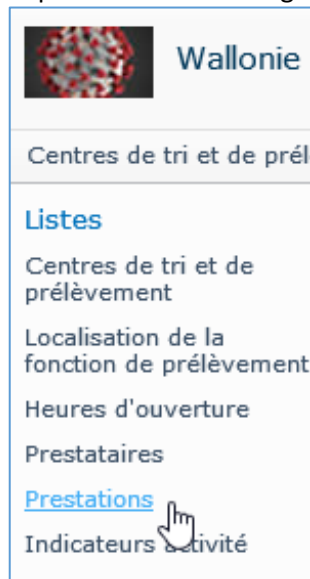 Wallonie
Centres de tri et de prél
Listes
Centres de tri et de
prélèvement
Localisation de la
fonction de prélèvement
Heures d'ouverture
Prestataires
Prestations
Indicateurs activité